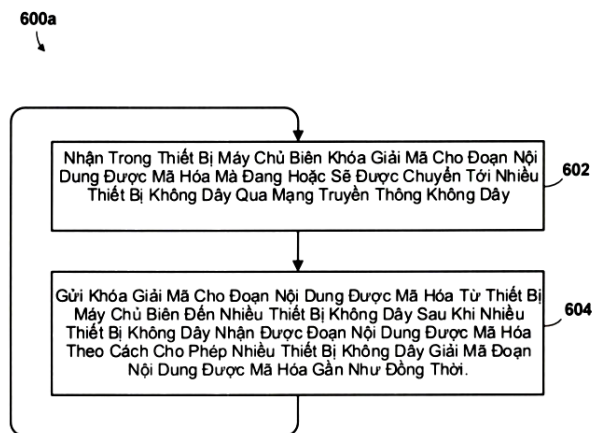 600a
Nhận Trong Thiết Bị Máy Chủ Biên Khóa Giải Mã Cho Đoạn Nội
Dung Được Mã Hóa Mà Đang Hoặc Sẽ Được Chuyển Tới Nhiều
Thiết Bị Không Dây Qua Mạng Truyền Thông Không Dây
602
Gửi Khóa Giải Mã Cho Đoạn Nội Dung Được Mã Hóa Từ Thiết Bị
Máy Chủ Biên Đến Nhiều Thiết Bị Không Dây Sau Khi Nhiều
Thiết Bị Không Dây Nhận Được Đoạn Nội Dung Được Mã Hóa
Theo Cách Cho Phép Nhiều Thiết Bị Không Dây Giải Mã Đoạn
Nội Dung Được Mã Hóa Gần Như Đồng Thời.
604